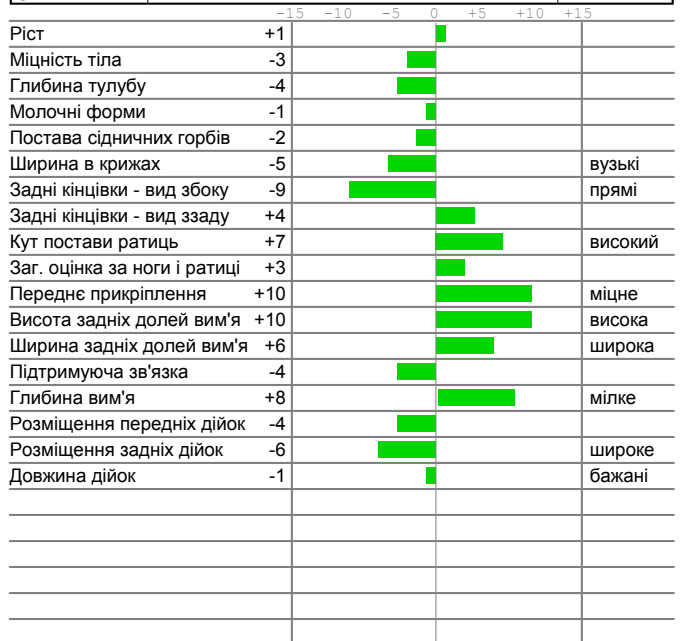 -15 -10 -5 0 +5 +10 +15
Ріст +1
Міцність тіла -3
Глибина тулубу -4
Молочні форми -1
Постава сідничних горбів -2
Ширина в крижах -5 вузькі
Задні кінцівки - вид збоку -9 прямі
Задні кінцівки - вид ззаду +4
Кут постави ратиць +7 високий
Заг. оцінка за ноги і ратиці +3
Переднє прикріплення +10 міцне
Висота задніх долей вим'я +10 висока
Ширина задніх долей вим'я +6 широка
Підтримуюча зв'язка -4
Глибина вим'я +8 мілке
Розміщення передніх дійок -4
Розміщення задніх дійок -6 широке
Довжина дійок -1 бажані